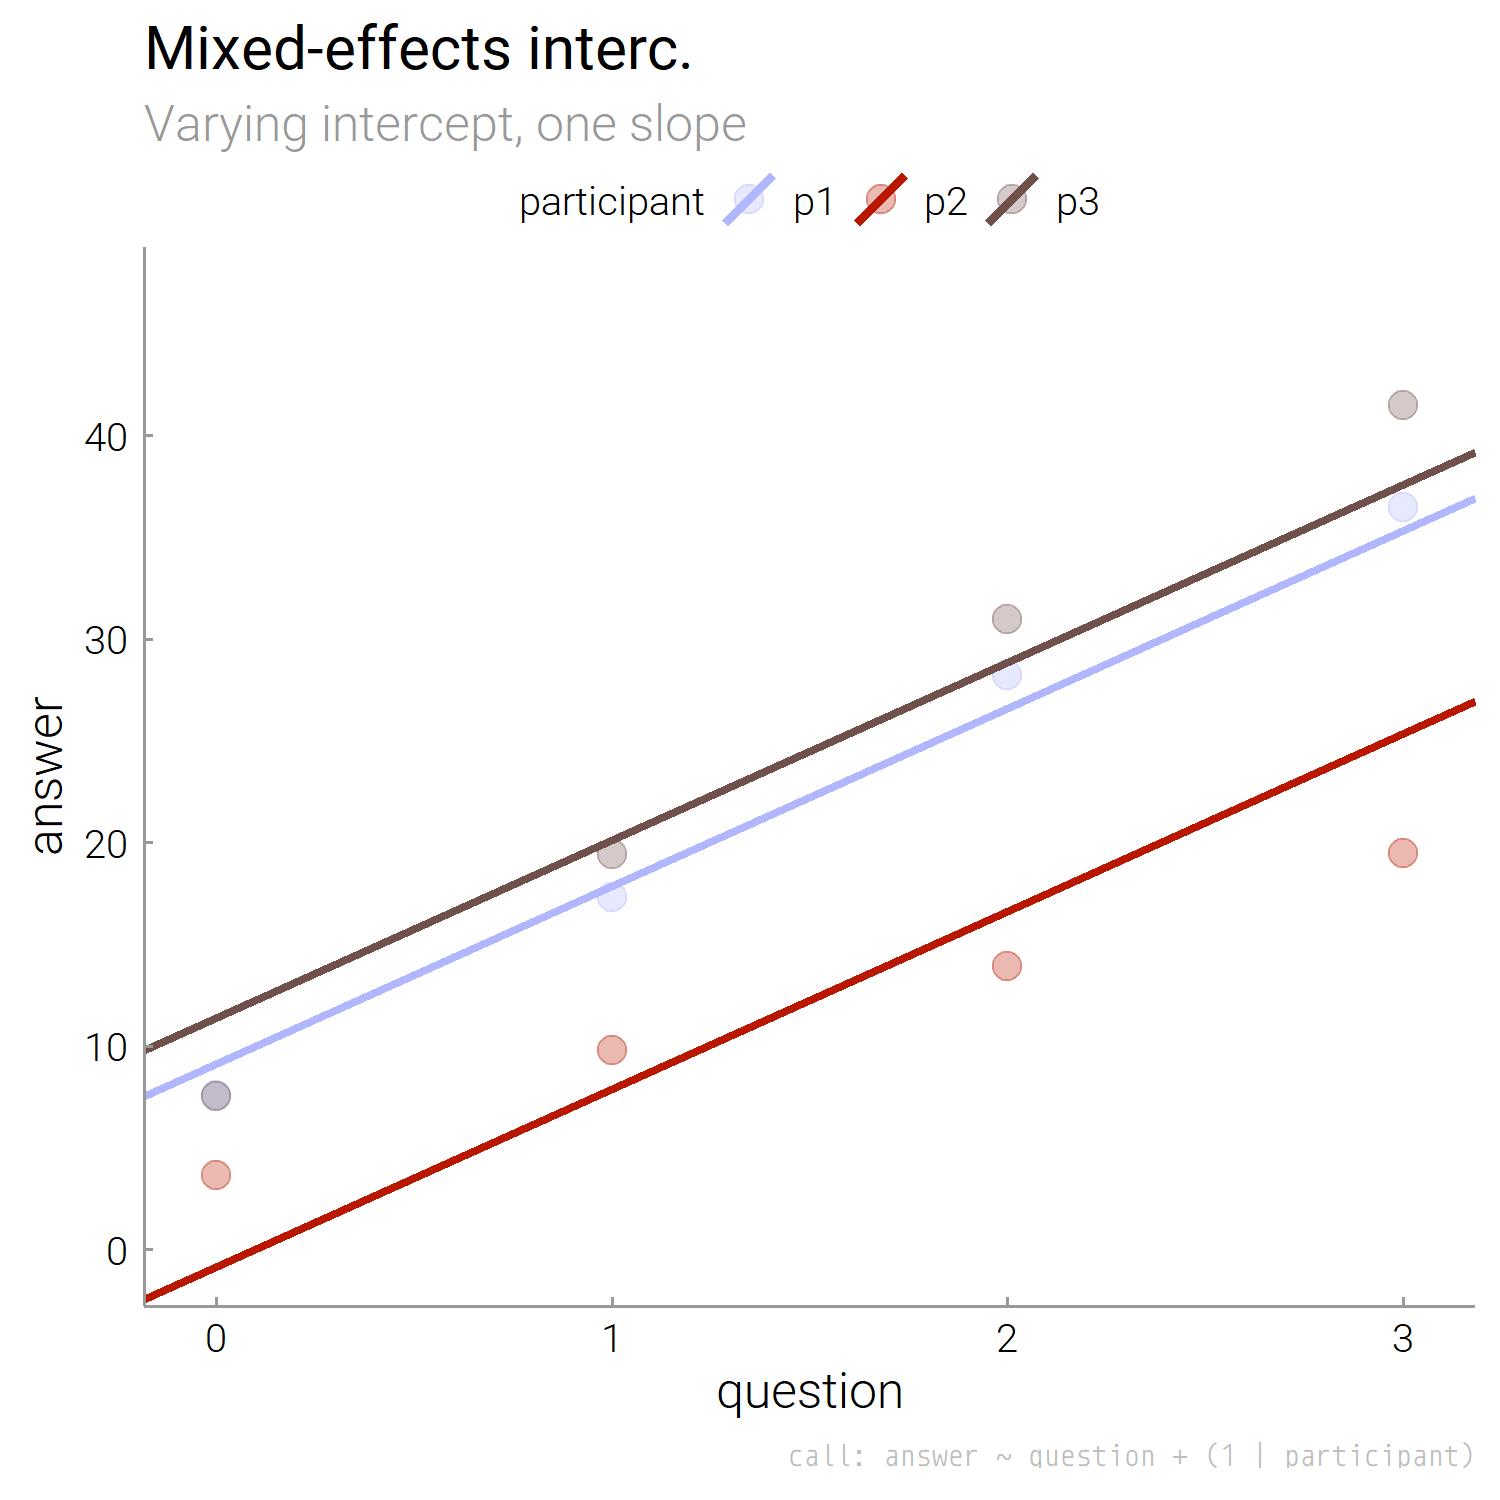 Mixed-effects interc.
Varying intercept, one slope
participant p1 p2 p3
40
30
20
10
0
answer
0 1 2 3
question
call: answer ~ question + (1 | participant)